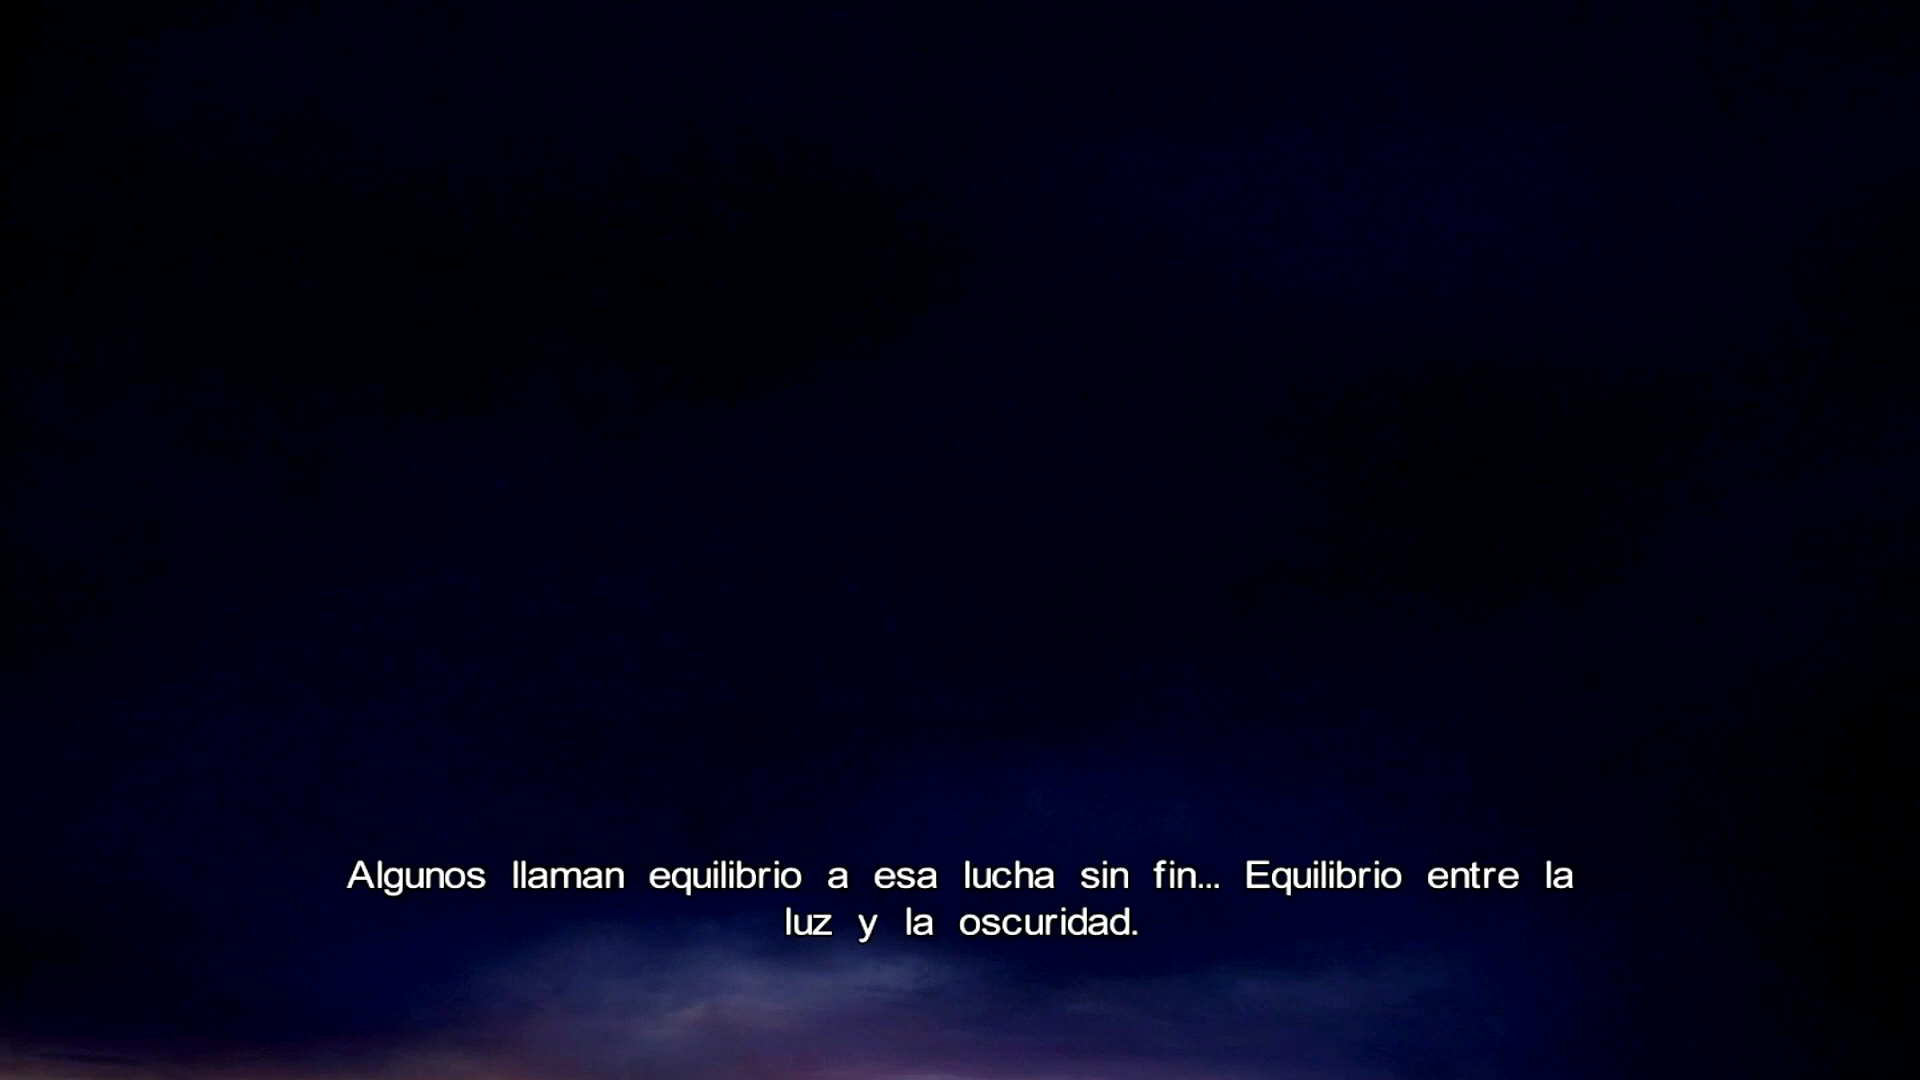 Algunos llaman equilibrio a esa lucha sin fin... Equilibrio entre la
luz y la oscuridad.